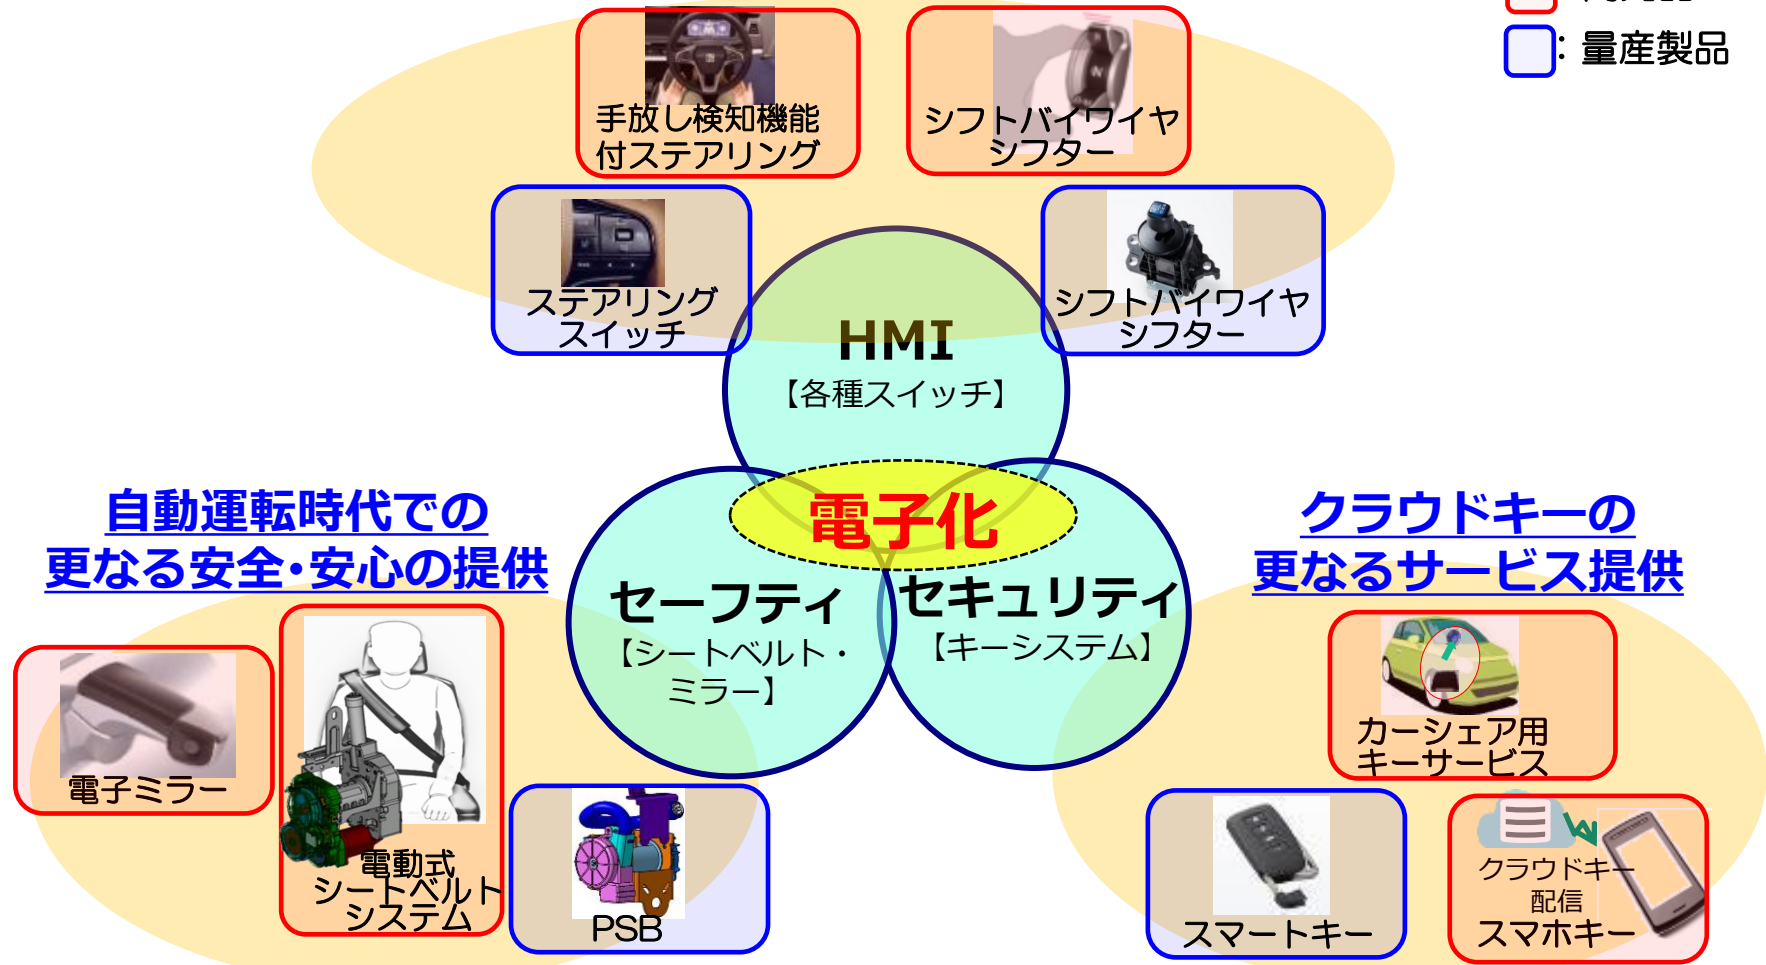 ：量産製品
手放し検知機能
付ステアリング
シフトバイワイヤ
シフター
ステアリング
スイッチ
シフトバイワイヤ
シフター
HMI
【各種スイッチ】
電子化
自動運転時代での
更なる安全・安心の提供
クラウドキーの
更なるサービス提供
セーフティ
【シートベルト・
ミラー】
セキュリティ
【キーシステム】
電子ミラー
電動式
シートベルト
システム
PSB
カーシェア用
キーサービス
スマートキー
クラウドキー
配信
スマホキー